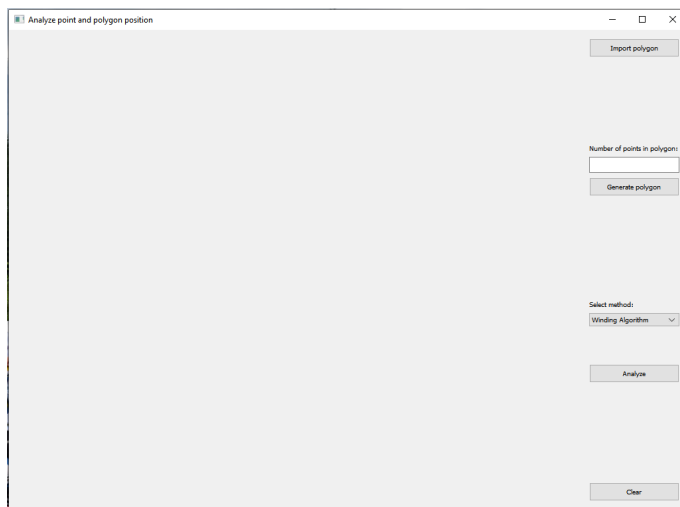 Analyze point and polygon position
Import polygon
Number of points in polygon:
Generate polygon
Select method:
Winding Algorithm
Analyze
Clear